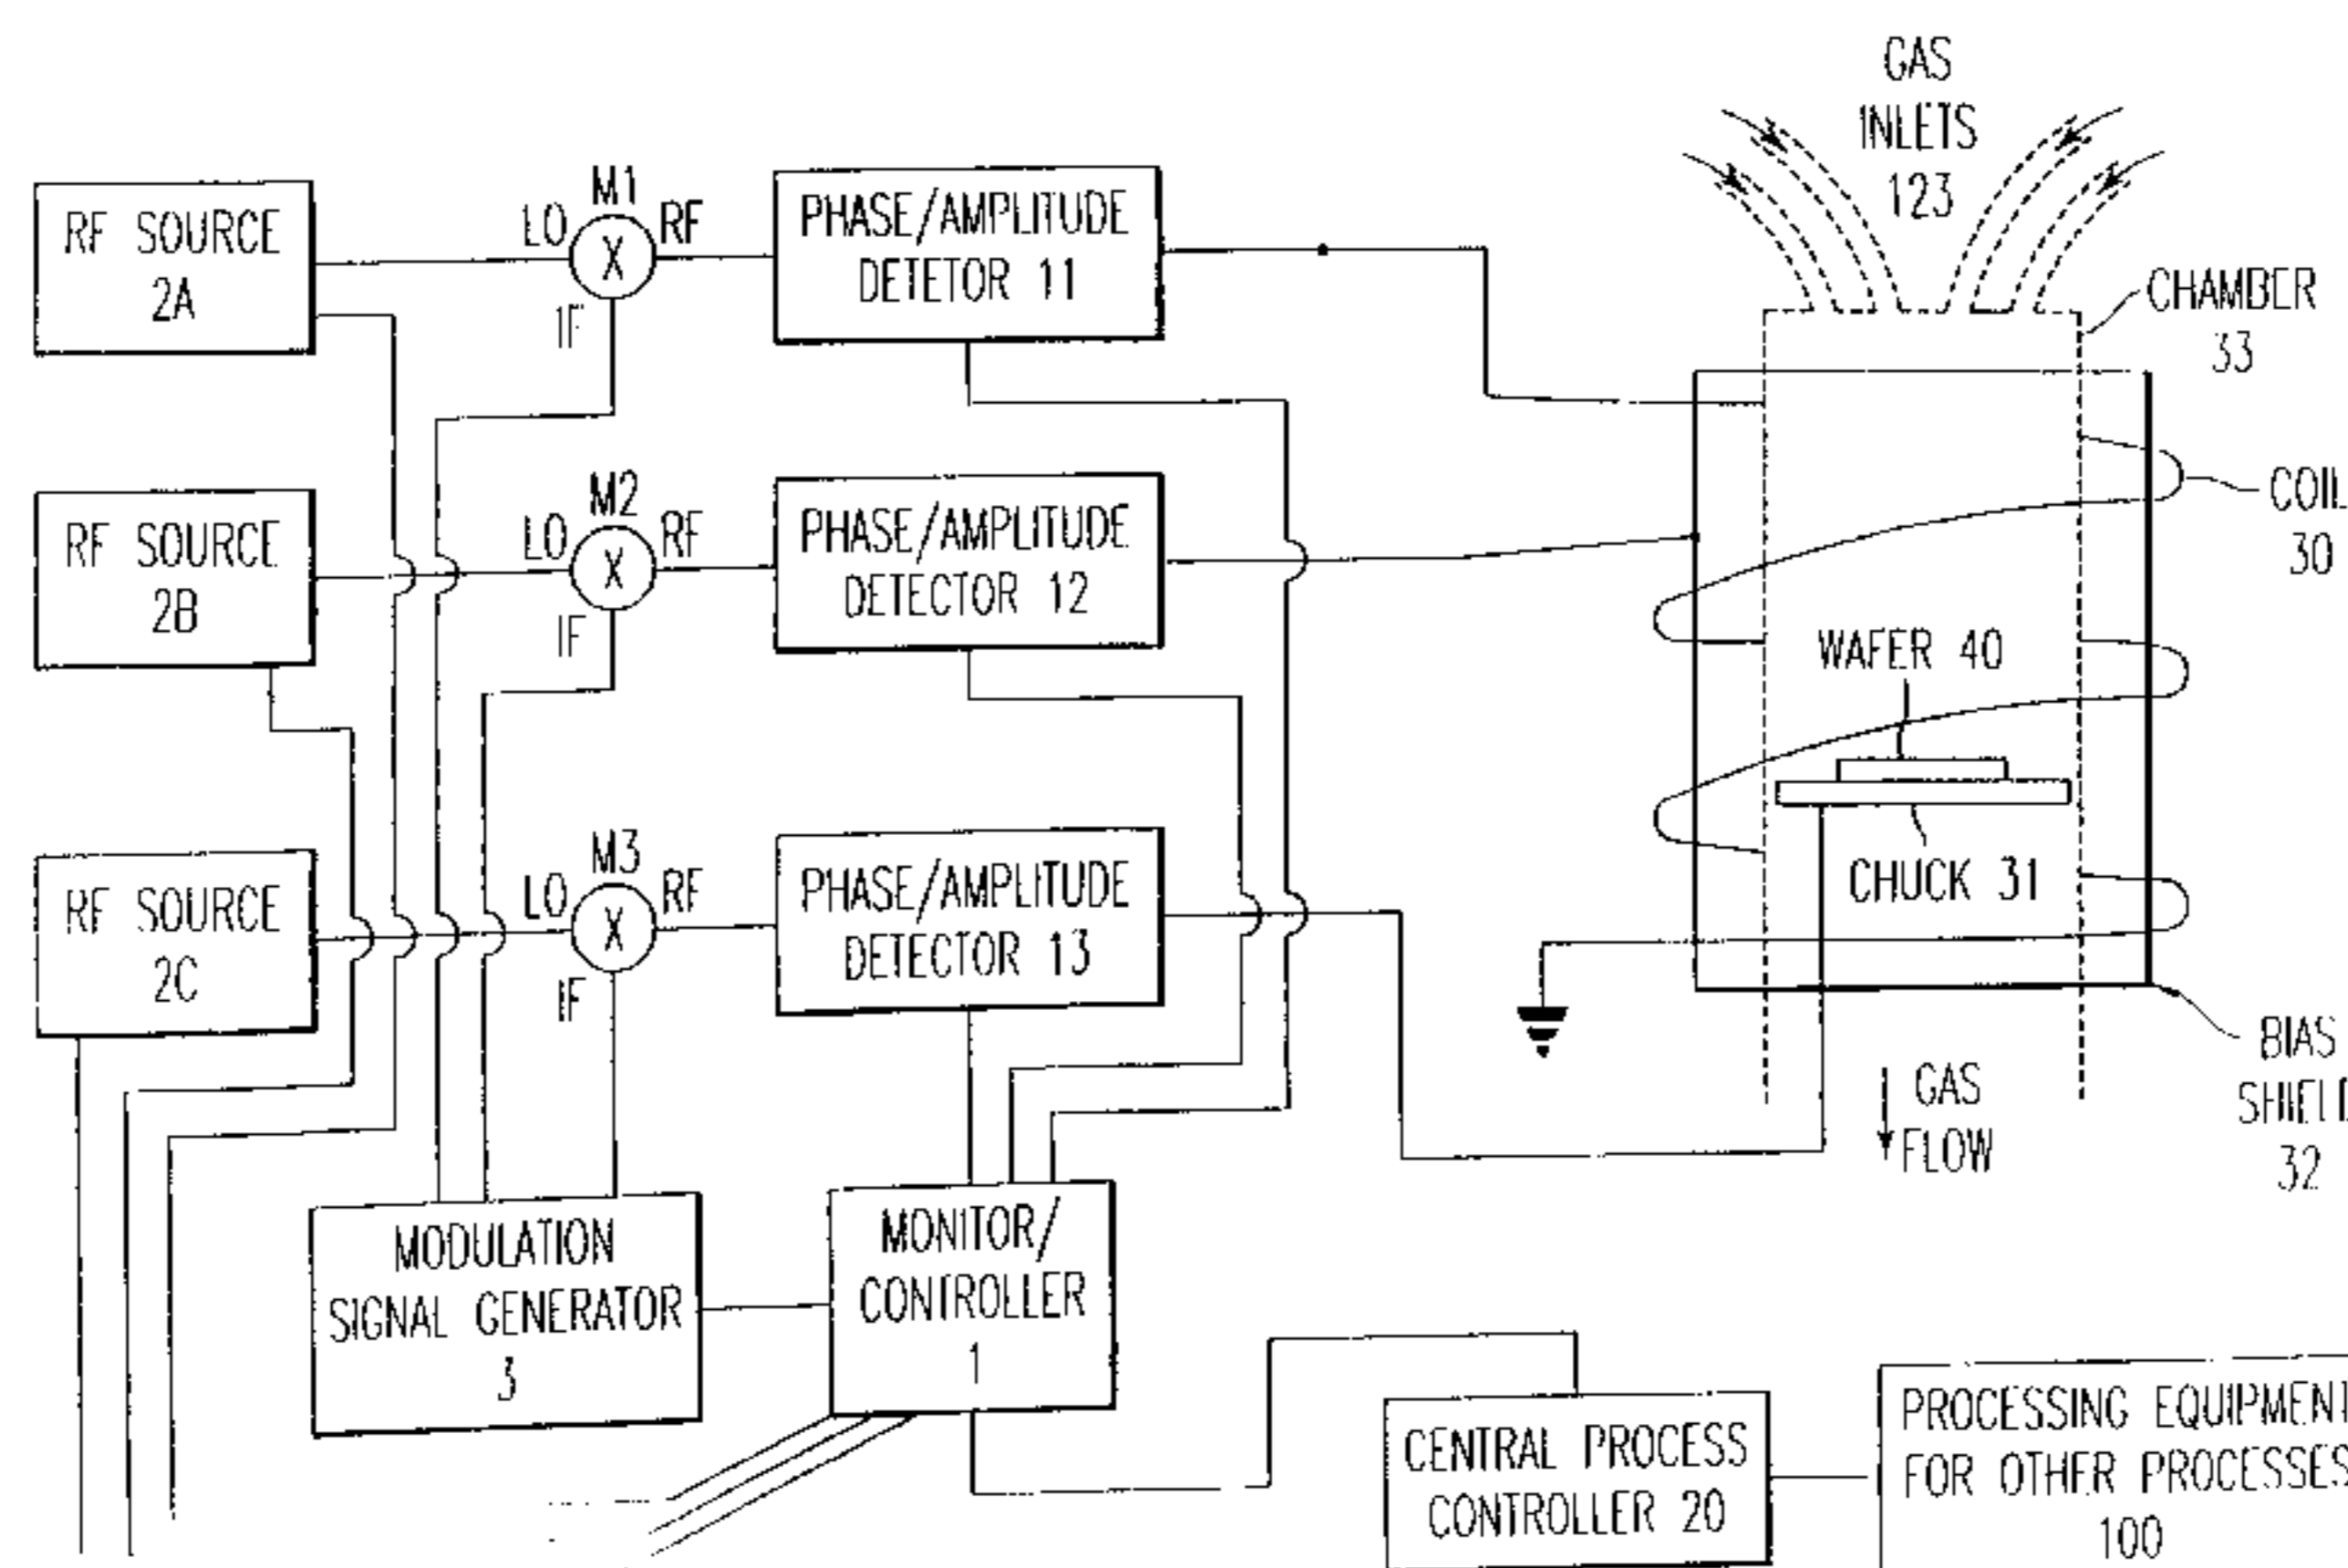 GAS
INLETS
123
RF SOURCE
2A
LO
M1
X
RF
IF
PHASE/AMPLITUDE
DETETOR 11
CHAMBER
33
RF SOURCE
2B
LO
M2
X
RF
IF
PHASE/AMPLITUDE
DETECTOR 12
COIL
30
WAFER 40
RF SOURCE
2C
LO
M3
X
RF
IF
PHASE/AMPLITUDE
DETECTOR 13
CHUCK 31
BIAS
SHIELD
32
GAS
FLOW
MODULATION
SIGNAL GENERATOR
3
MONITOR/
CONTROLLER
1
CENTRAL PROCESS
CONTROLLER 20
PROCESSING EQUIPMENT
FOR OTHER PROCESSES
100